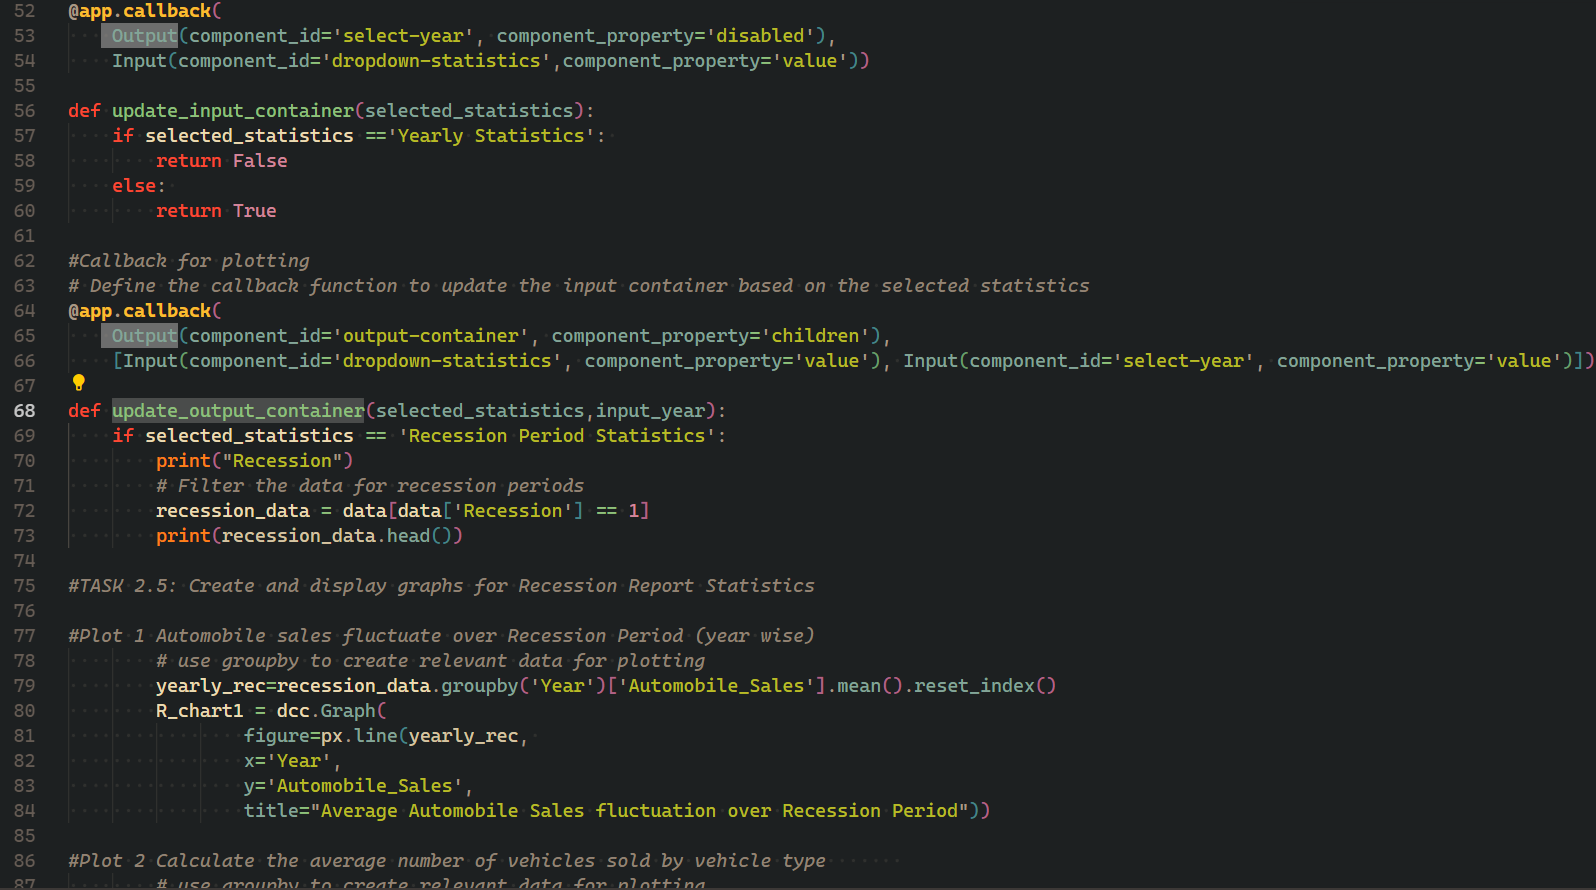 52 @app.callback(
53 Output(component_id='select-year', component_property='disabled'),
54 Input(component_id='dropdown-statistics',component_property='value'))
55
56 def update_input_container(selected_statistics):
57 if selected_statistics =='Yearly Statistics':
58 return False
59 else:
60 return True
61
62 #Callback for plotting
63 # Define the callback function to update the input container based on the selected statistics
64 @app.callback(
65 Output(component_id='output-container', component_property='children'),
66 [Input(component_id='dropdown-statistics', component_property='value'), Input(component_id='select-year', component_property='value')])
67
68 def update_output_container(selected_statistics,input_year):
69 if selected_statistics == 'Recession Period Statistics':
70 print("Recession")
71 # Filter the data for recession periods
72 recession_data = data[data['Recession'] == 1]
73 print(recession_data.head())
74
75 #TASK 2.5: Create and display graphs for Recession Report Statistics
76
77 #Plot 1 Automobile sales fluctuate over Recession Period (year wise)
78 # use groupby to create relevant data for plotting
79 yearly_rec=recession_data.groupby('Year')['Automobile_Sales'].mean().reset_index()
80 R_chart1 = dcc.Graph(
81 figure=px.line(yearly_rec,
82 x='Year',
83 y='Automobile_Sales',
84 title="Average Automobile Sales fluctuation over Recession Period"))
85
86 #Plot 2 Calculate the average number of vehicles sold by vehicle type
87 # use groupby to create relevant data for plotting